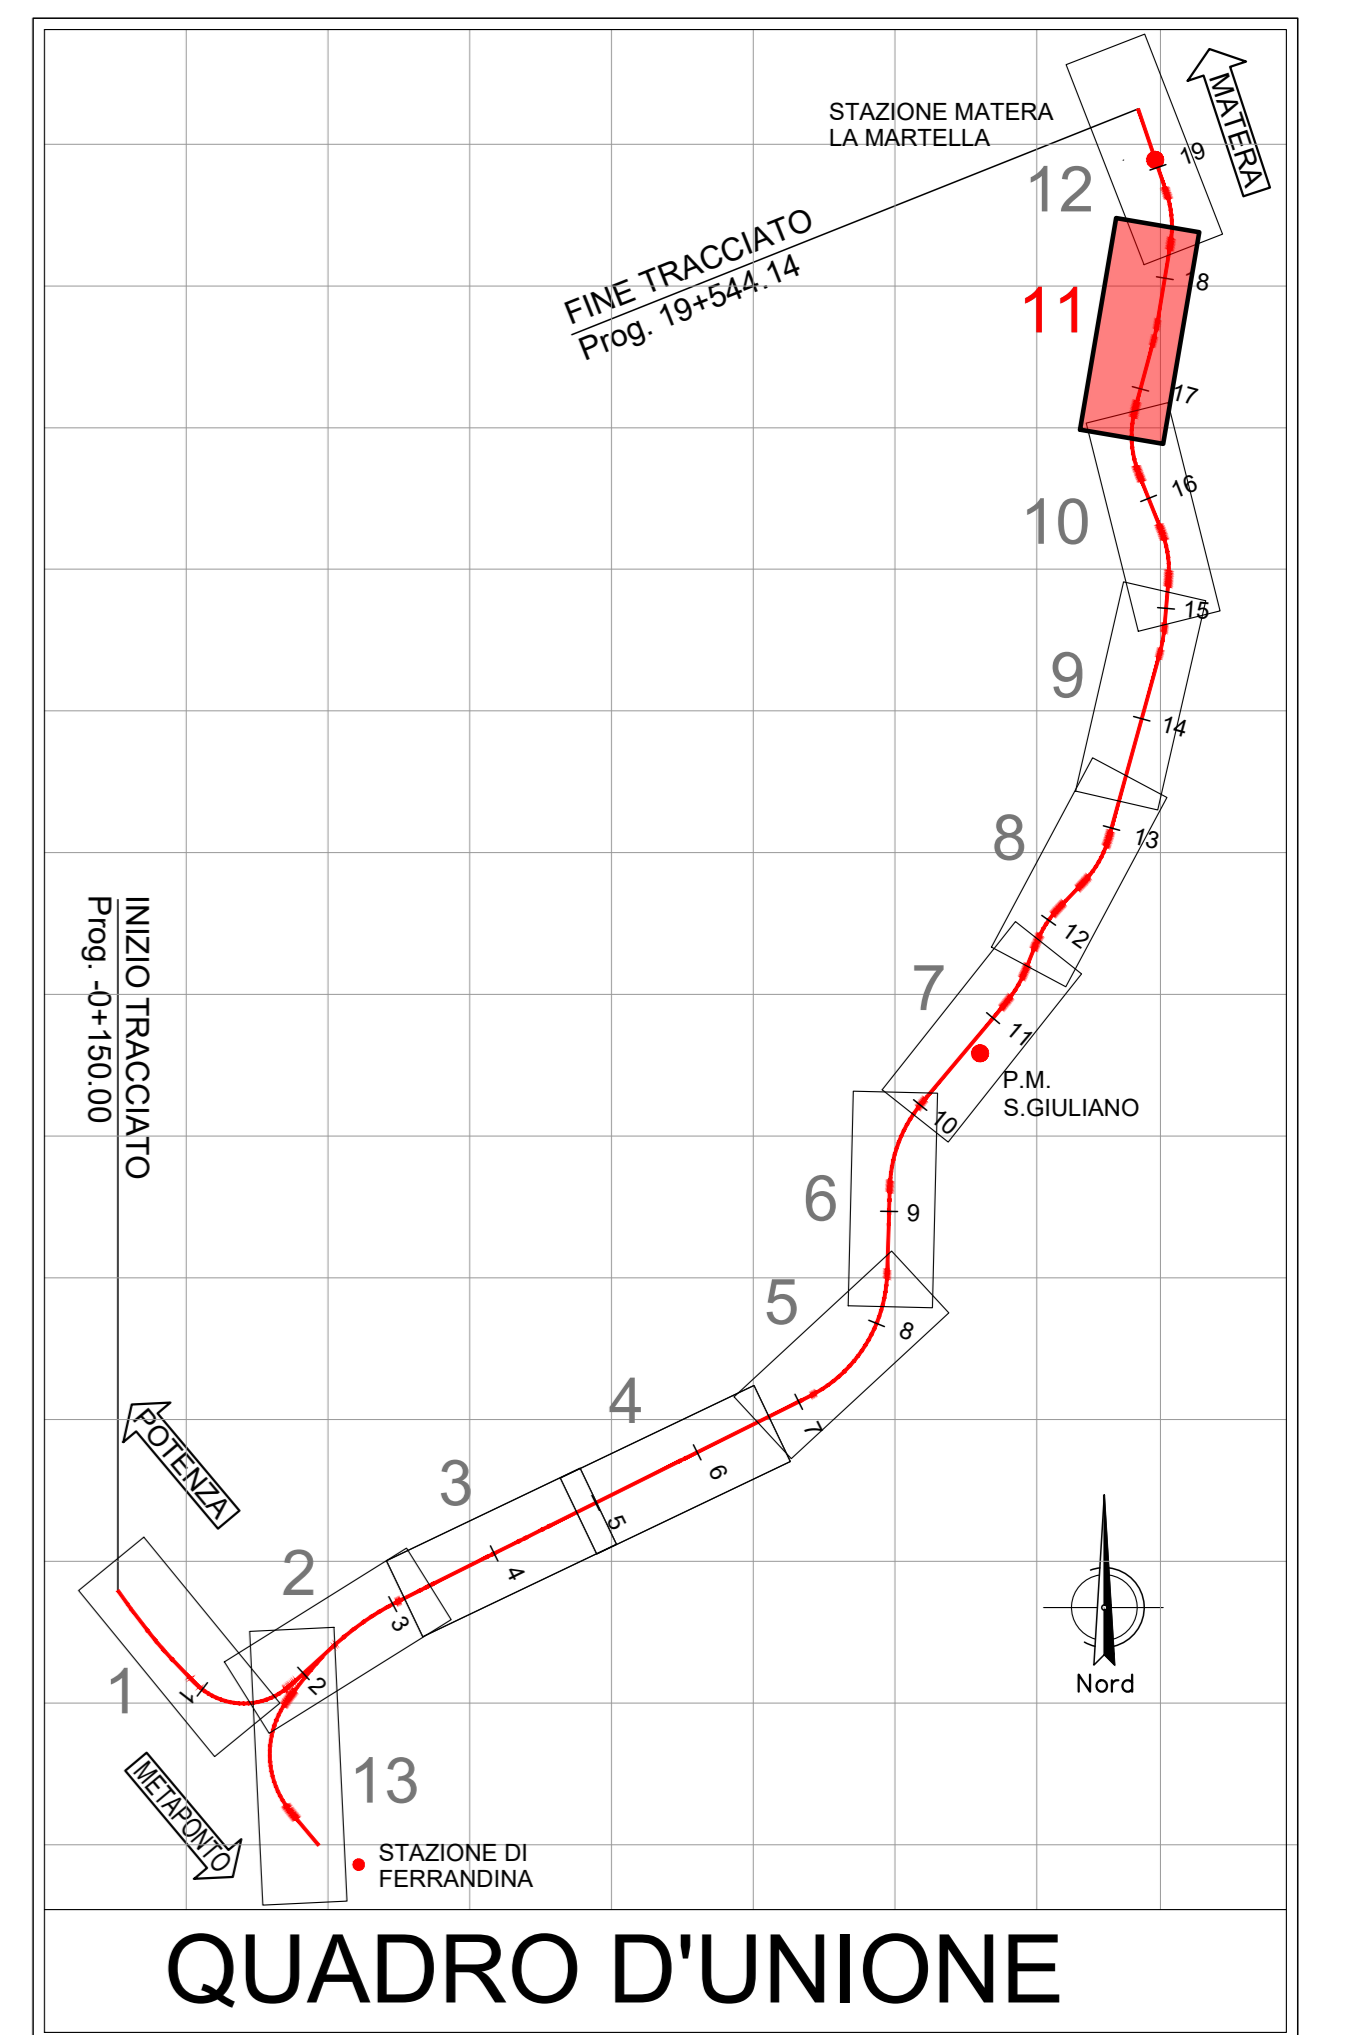 STAZIONE MATERA
LA MARTELLA
MATERA
19
12
FINE TRACCIATO
Prog. 19+544.14
18
11
17
16
10
15
9
14
8
13
12
INIZIO TRACCIATO
Prog. -0+150.00
7
11
P.M.
S.GIULIANO
10
6
9
5
8
4
7
POTENZA
6
3
5
2
4
3
1
1
2
Nord
METAPONTO
13
STAZIONE DI
FERRANDINA
QUADRO D'UNIONE